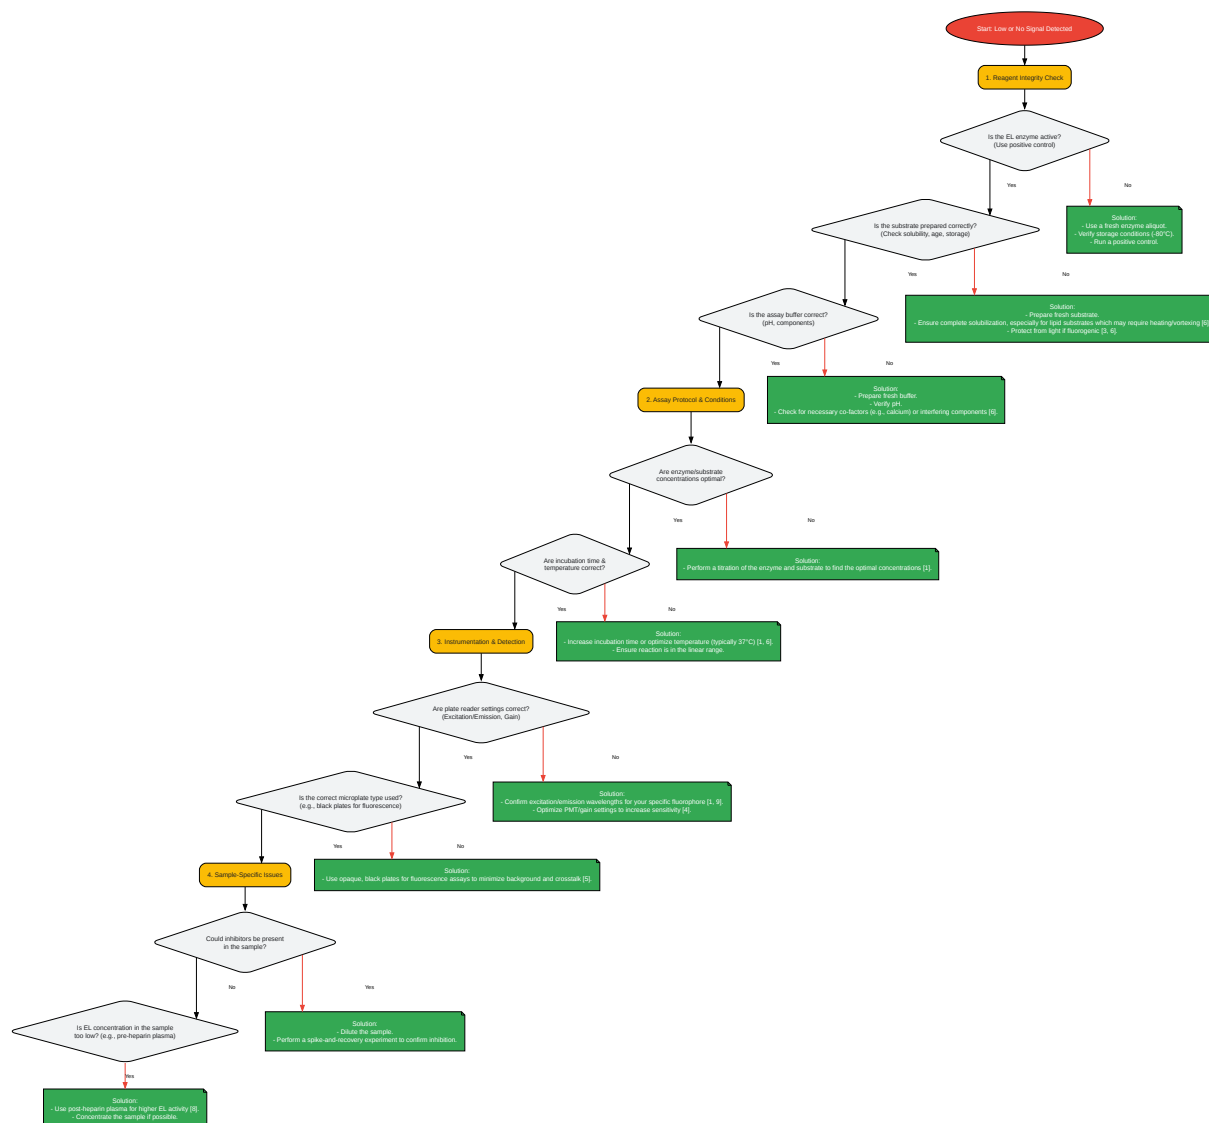 Start: Low or No Signal Detected
1. Reagent Integrity Check
Is the EL enzyme active?
(Use positive control)
Yes
No
Solution:
- Use a fresh enzyme aliquot.
- Verify storage conditions (-80°C).
- Run a positive control.
Is the substrate prepared correctly?
(Check solubility, age, storage)
Yes
No
Solution:
- Prepare fresh substrate.
- Ensure complete solubilization, especially for lipid substrates which may require heating/vortexing [6]
- Protect from light if fluorogenic [3, 6].
Is the assay buffer correct?
(pH, components)
Yes
No
Solution:
- Prepare fresh buffer.
- Verify pH.
- Check for necessary co-factors (e.g., calcium) or interfering components [6].
2. Assay Protocol & Conditions
Are enzyme/substrate
concentrations optimal?
Yes
No
Solution:
- Perform a titration of the enzyme and substrate to find the optimal concentrations [1].
Are incubation time &
temperature correct?
Yes
No
Solution:
- Increase incubation time or optimize temperature (typically 37°C) [1, 6].
- Ensure reaction is in the linear range.
3. Instrumentation & Detection
Are plate reader settings correct?
(Excitation/Emission, Gain)
Yes
No
Solution:
- Confirm excitation/emission wavelengths for your specific fluorophore [1, 9].
- Optimize PMT/gain settings to increase sensitivity [4].
Is the correct microplate type used?
(e.g., black plates for fluorescence)
Yes
No
Solution:
- Use opaque, black plates for fluorescence assays to minimize background and crosstalk [5].
4. Sample-Specific Issues
Could inhibitors be present
in the sample?
No
Yes
Solution:
- Dilute the sample.
- Perform a spike-and-recovery experiment to confirm inhibition.
Is EL concentration in the sample
too low? (e.g., pre-heparin plasma)
Yes
Solution:
- Use post-heparin plasma for higher EL activity [8].
- Concentrate the sample if possible.